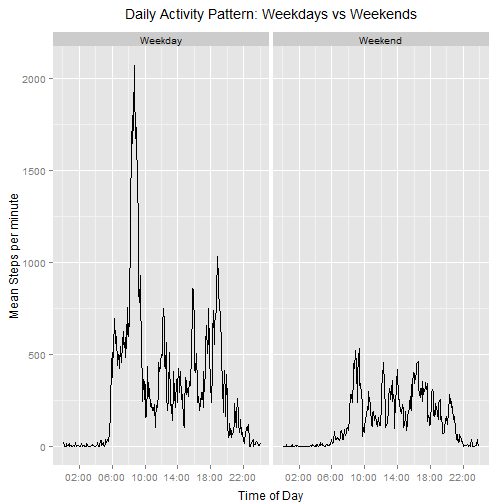 Daily Activity Pattern: Weekdays vs Weekends
Weekday Weekend
2000
1500
1000
500
0
Mean Steps per minute
02:00 06:00 10:00 14:00 18:00 22:00 02:00 06:00 10:00 14:00 18:00 22:00
Time of Day